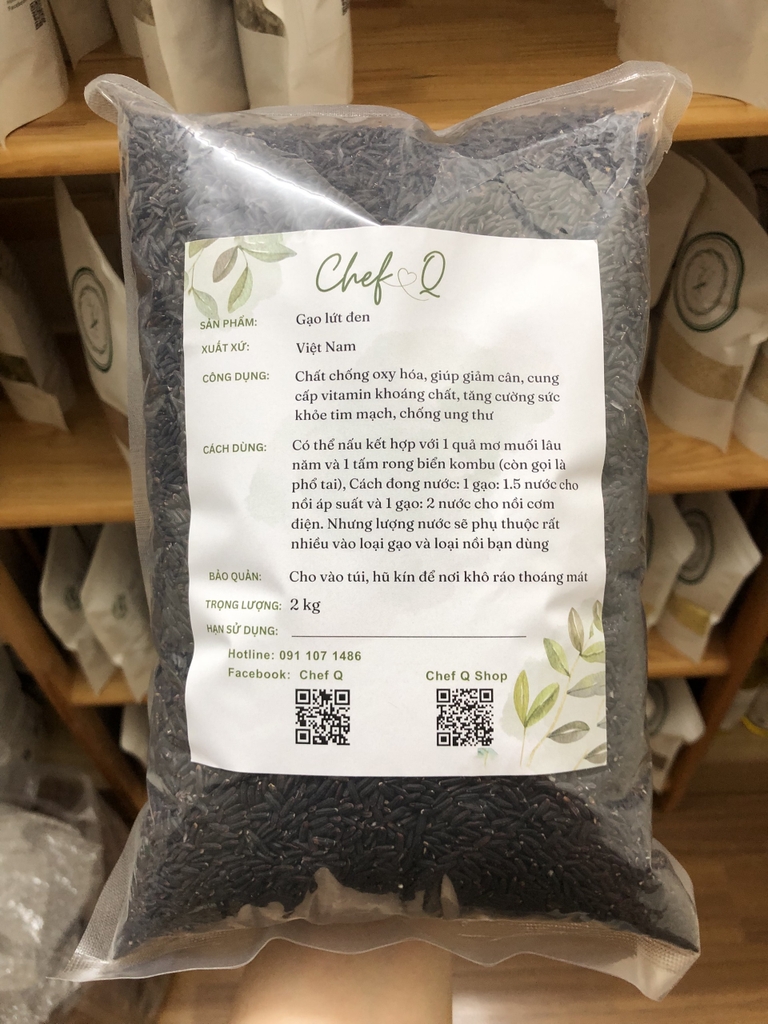 Chef Q
SẢN PHẨM: Gạo lứt đen
XUẤT XỨ: Việt Nam
CÔNG DỤNG: Chất chống oxy hóa, giúp giảm cân, cung
cấp vitamin khoáng chất, tăng cường sức
khỏe tim mạch, chống ung thư
CÁCH DÙNG: Có thể nấu kết hợp với 1 quả mơ muối lâu
năm và 1 tấm rong biển kombu (còn gọi là
phổ tai), Cách đong nước: 1 gạo: 1.5 nước cho
nồi áp suất và 1 gạo: 2 nước cho nồi cơm
điện. Nhưng lượng nước sẽ phụ thuộc rất
nhiều vào loại gạo và loại nồi bạn dùng
BẢO QUẢN: Cho vào túi, hũ kín để nơi khô ráo thoáng mát
TRỌNG LƯỢNG: 2 kg
HẠN SỬ DỤNG:
Hotline: 091 107 1486
Facebook: Chef Q
Chef Q Shop